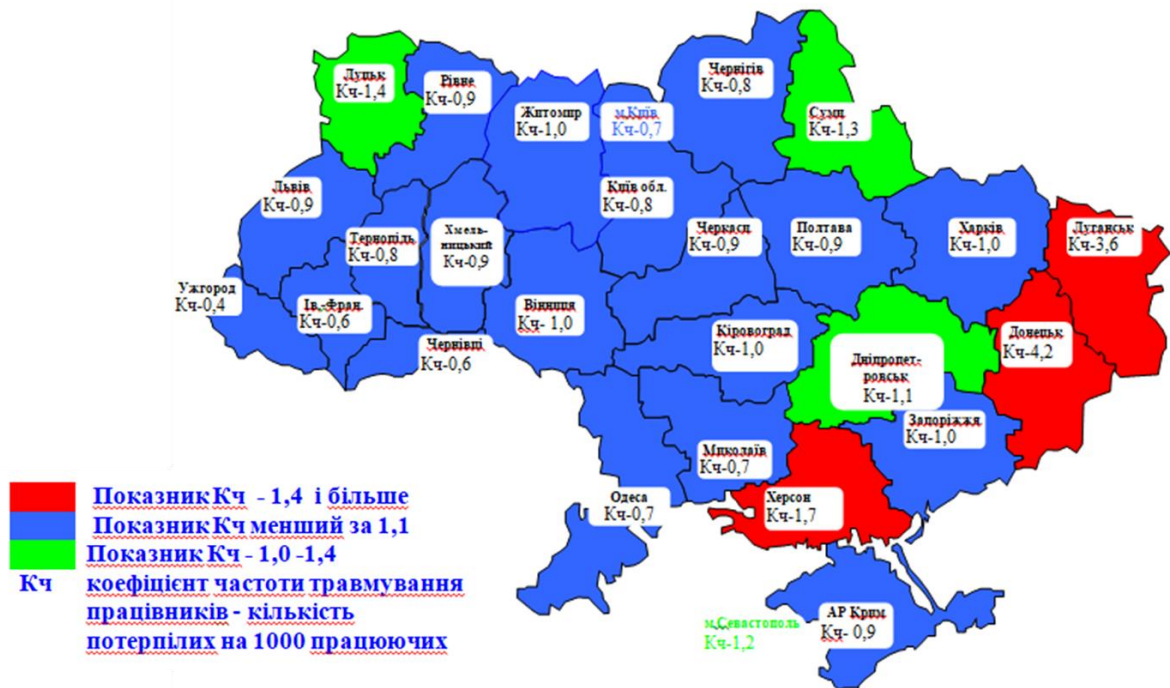 Луцьк
Кч-1,4
Рівне
Кч-0,9
Житомир
Кч-1,0
м.Київ
Кч-0,7
Чернігів
Кч-0,8
Суми
Кч-1,3
Львів
Кч-0,9
Тернопіль
Кч-0,8
Хмель-
ницький
Кч-0,9
Київ обл.
Кч-0,8
Черкаси
Кч-0,9
Полтава
Кч-0,9
Харків
Кч-1,0
Луганськ
Кч-3,6
Ужгород
Кч-0,4
Ів.-Фран.
Кч-0,6
Чернівці
Кч-0,6
Вінниця
Кч- 1,0
Кіровоград
Кч-1,0
Дніпропет-
ровськ
Кч-1,1
Донецьк
Кч-4,2
Запоріжжя
Кч-1,0
Миколаїв
Кч-0,7
Одеса
Кч-0,7
Херсон
Кч-1,7
АР Крим
Кч- 0,9
м.Севастополь
Кч-1,2
Показник Кч - 1,4 і більше
Показник Кч менший за 1,1
Показник Кч - 1,0 -1,4
Кч коефіцієнт частоти травмування
працівників - кількість
потерпілих на 1000 працюючих